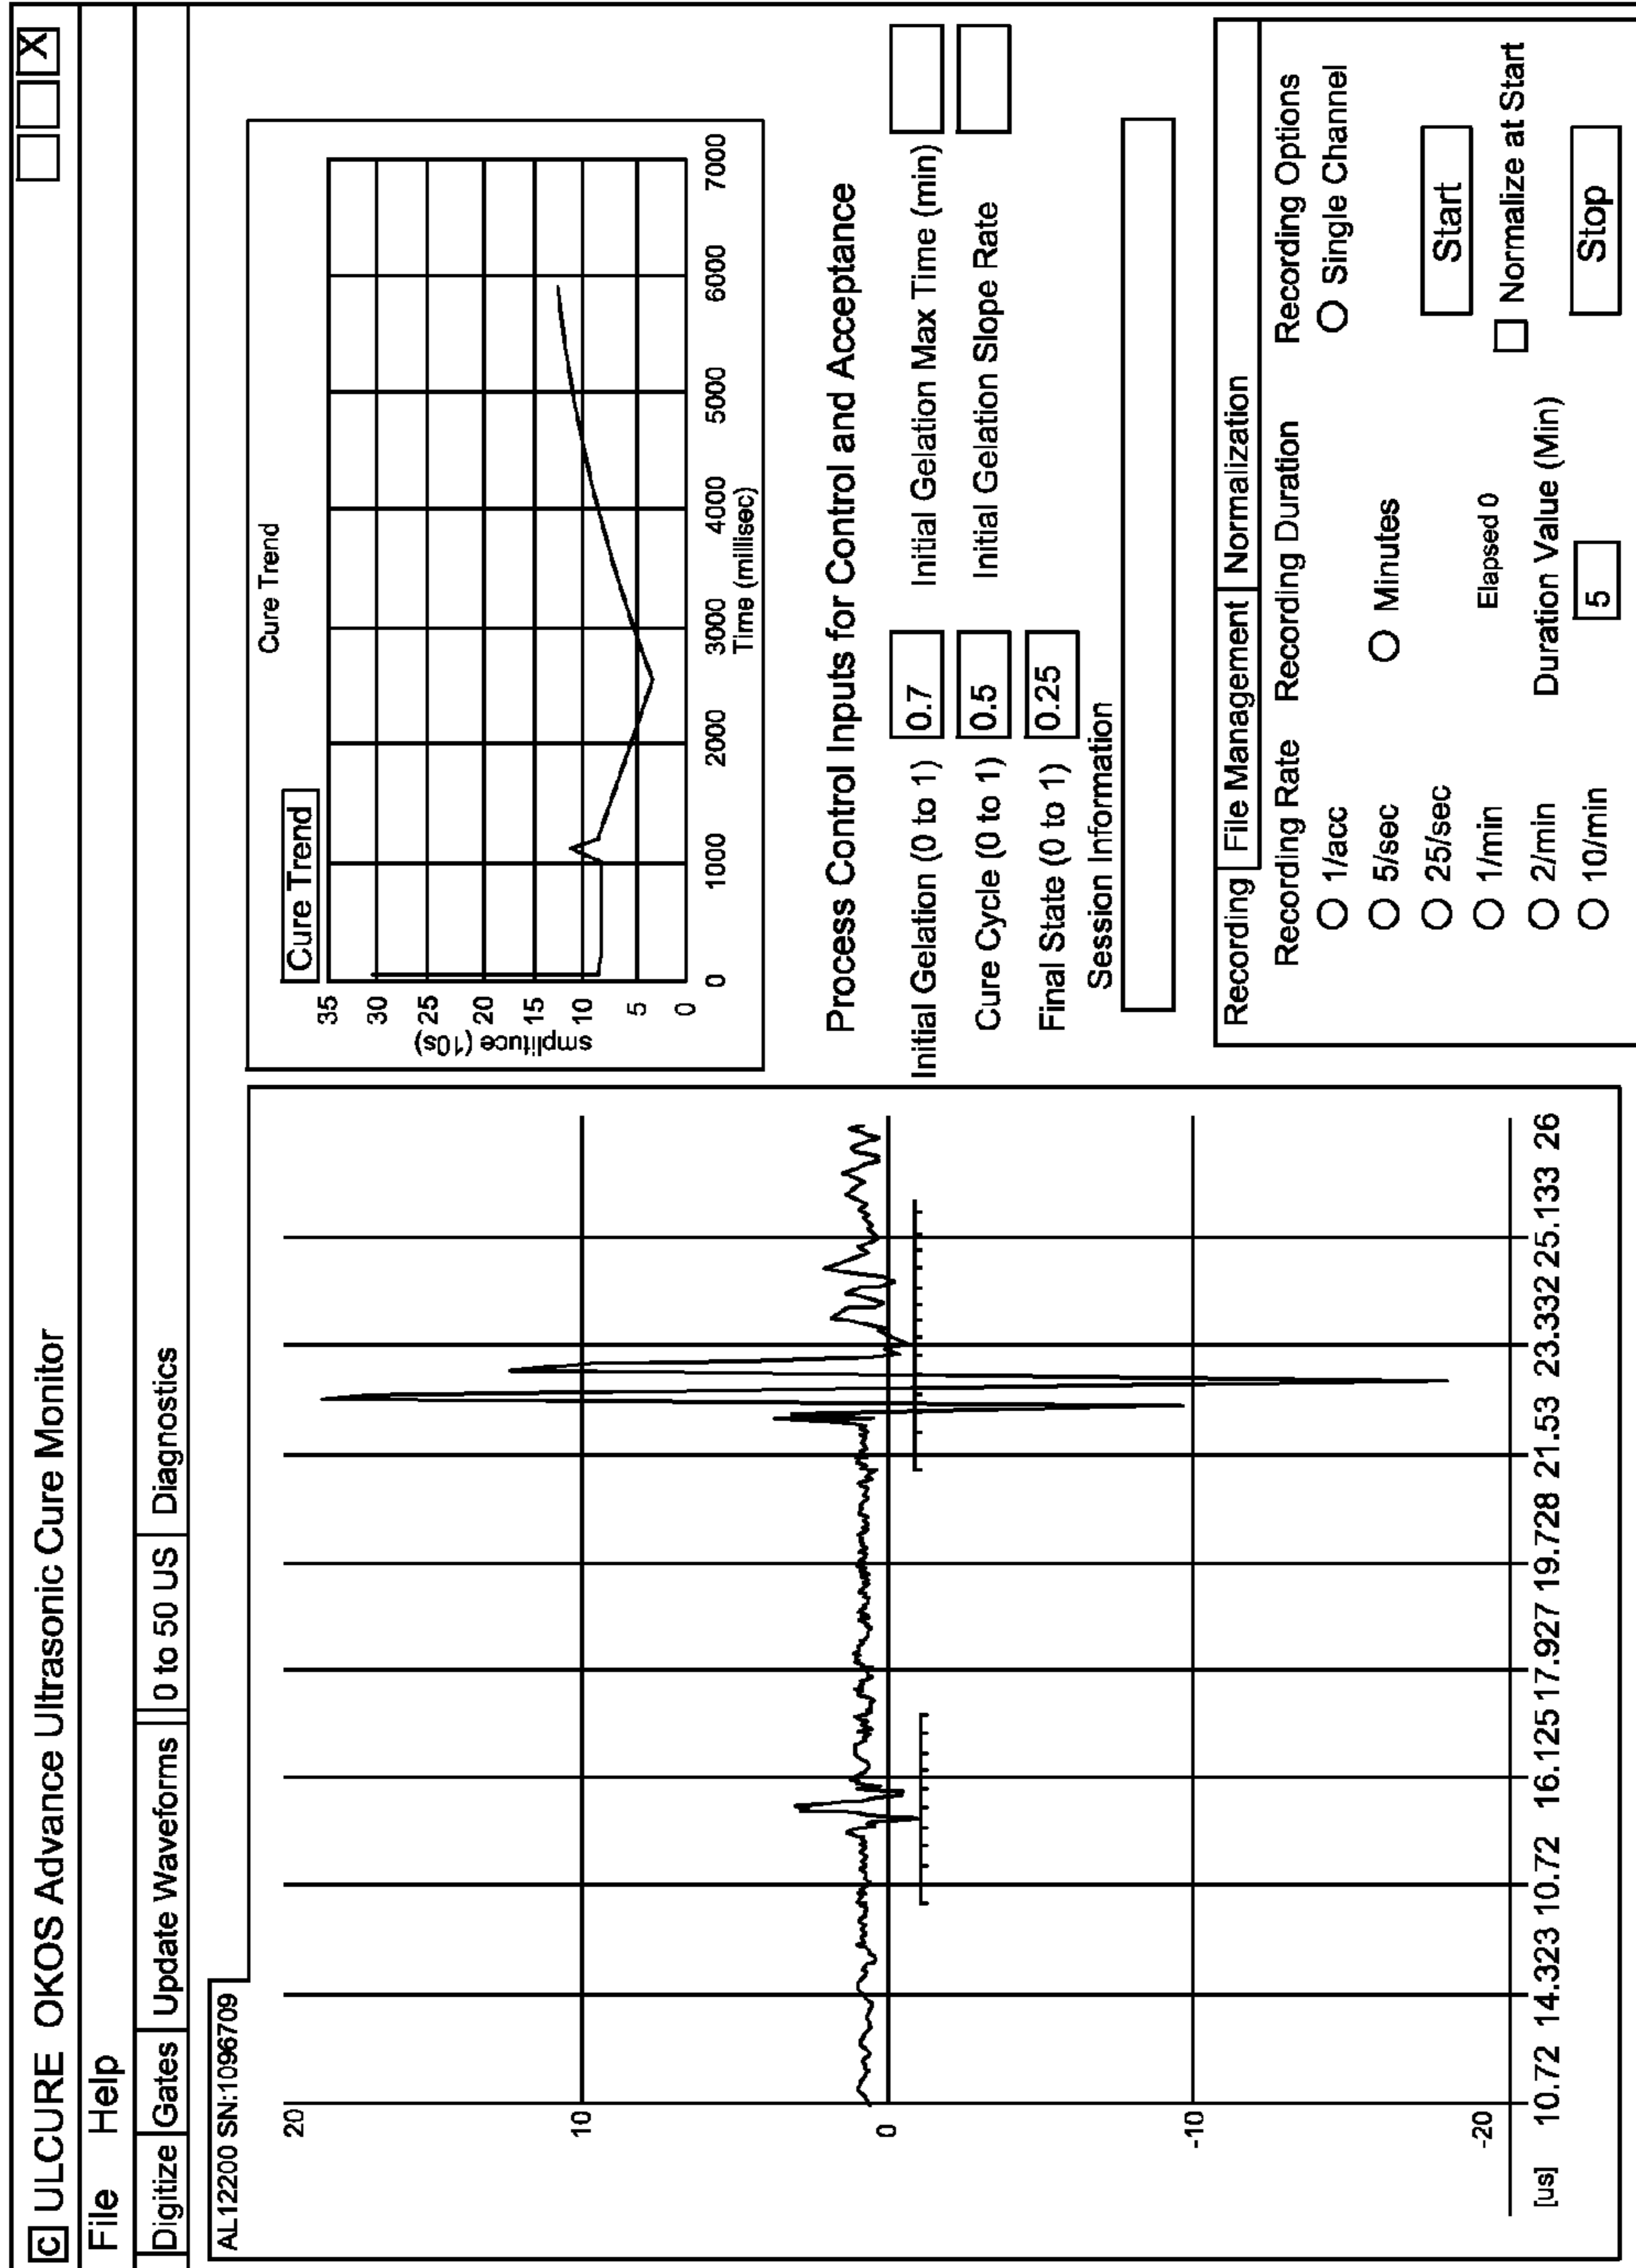 C ULCURE OKOS Advance Ultrasonic Cure Monitor X
File Help
Digitize Gates Update Waveforms 0 to 50 US Diagnostics
AL12200 SN:1096709
20
10
0
-10
-20
[us] 10.72 14.323 10.72 16.125 17.927 19.728 21.53 23.332 25.133 26
Cure Trend
Cure Trend
smplituce (10s)
35
30
25
20
15
10
5
0
0 1000 2000 3000 4000 5000 6000 7000
Time (millisec)
Process Control Inputs for Control and Acceptance
Initial Gelation (0 to 1) 0.7 Initial Gelation Max Time (min)
Cure Cycle (0 to 1) 0.5 Initial Gelation Slope Rate
Final State (0 to 1) 0.25
Session Information
Recording File Management Normalization
Recording Rate Recording Duration Recording Options
1/acc Single Channel
5/sec Minutes
25/sec Start
1/min Elapsed 0 Normalize at Start
2/min Duration Value (Min)
10/min 5 Stop